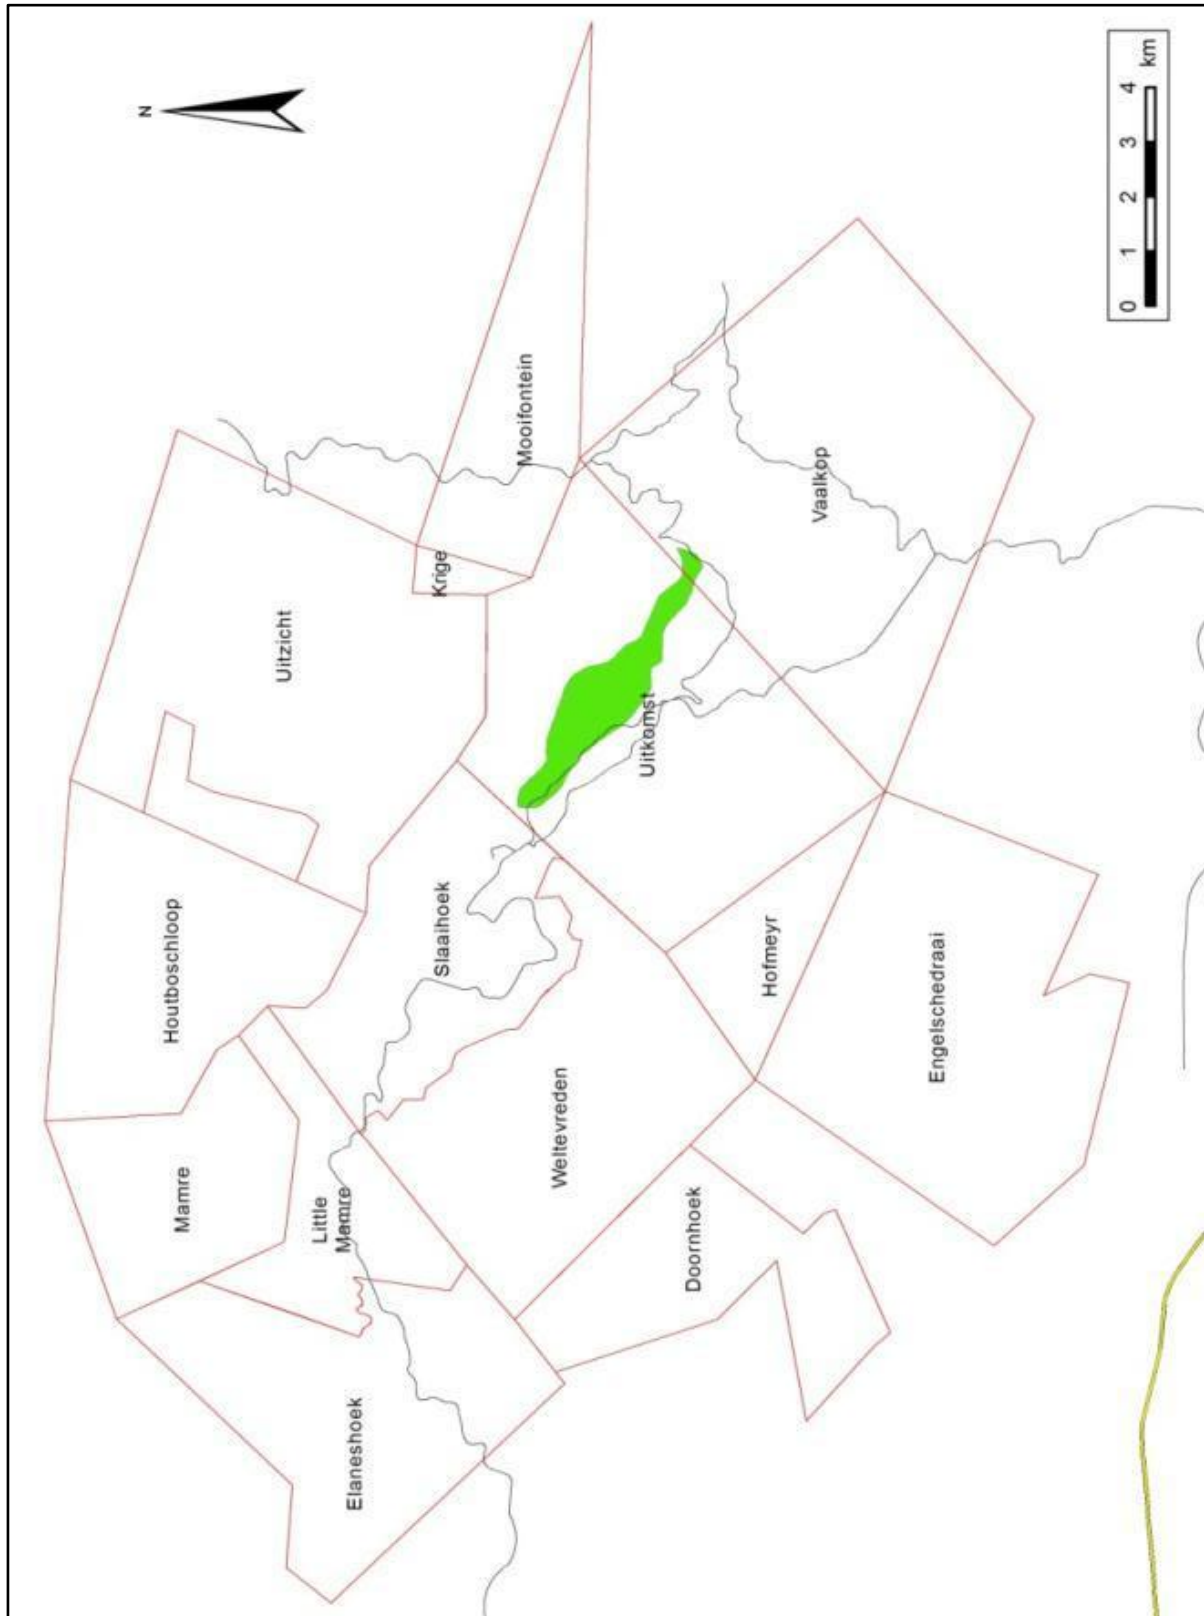 N
Mooifontein
Krige
Uitzicht
Vaalkop
Uitkomst
Houtboschloop
Slaaihoek
Hofmeyr
Engelschedraai
Mamre
Little
Mamre
Weltevreden
Doornhoek
Elaneshoek
0 1 2 3 4 km